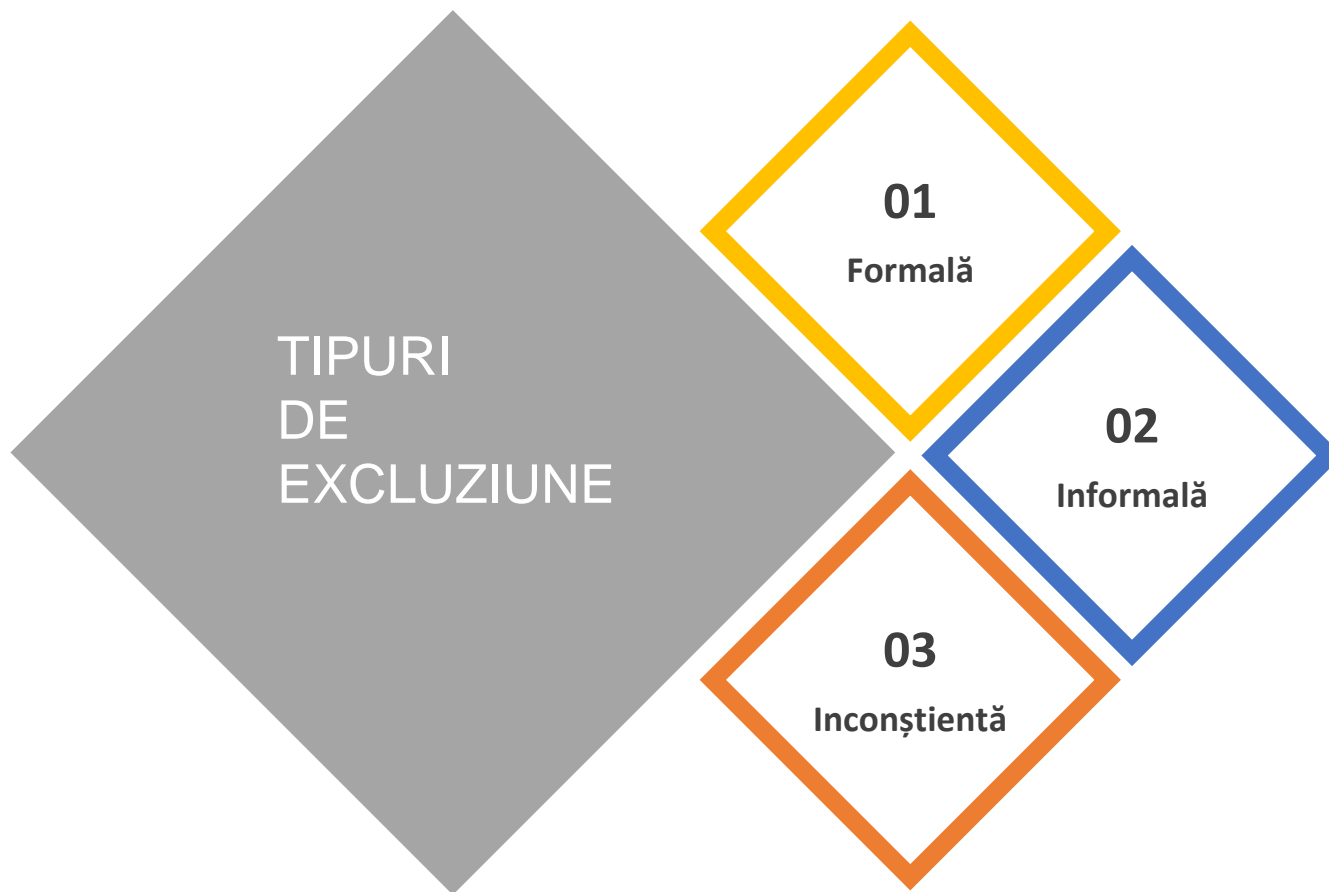 TIPURI
DE
EXCLUZIUNE
01
Formală
02
Informală
03
Inconștientă